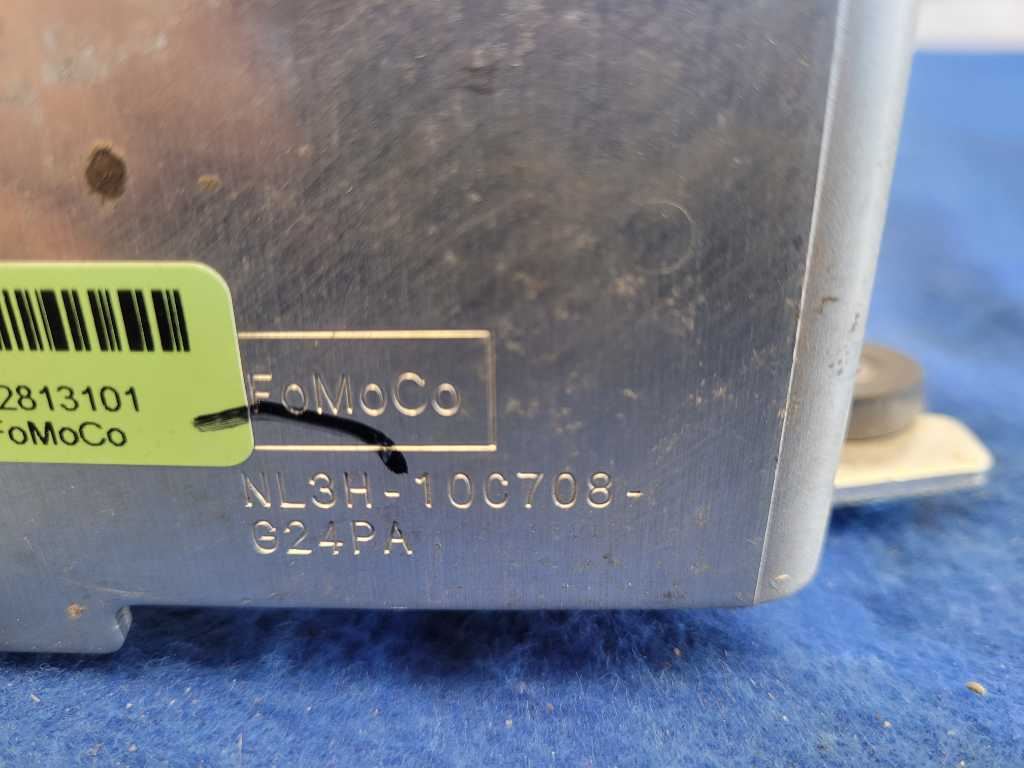 2813101
FoMoCo
FoMoCo
NL3H-10C708-
G24PA